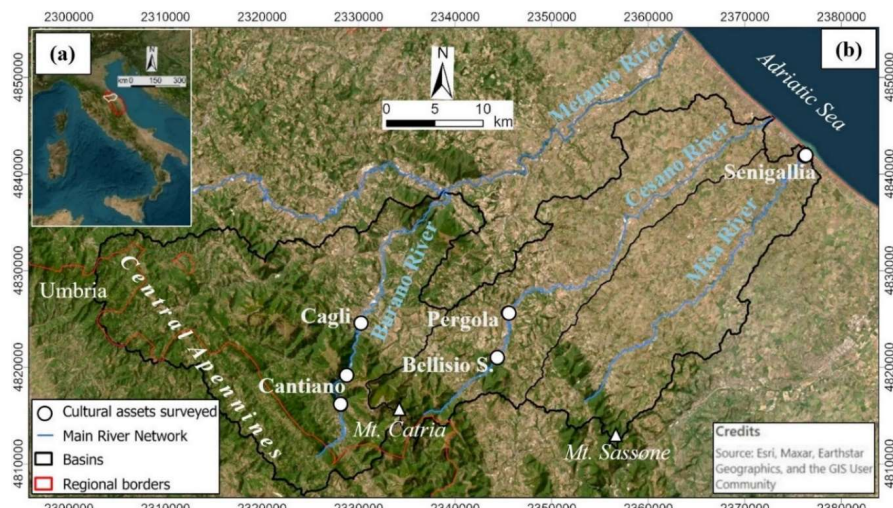 2300000 2310000 2320000 2330000 2340000 2350000 2360000 2370000 2380000
(a)
N
km
0 150 300
N
0 5 10
km
(b)
Adriatic Sea
Metauro River
Cesano River
Misa River
Burano River
Senigallia
Umbria
Central Apennines
Cagli
Pergola
Bellisio S.
Cantiano
Mt. Catria
Mt. Sassone
4850000
4840000
4830000
4820000
4810000
4850000
4840000
4830000
4820000
4810000
Cultural assets surveyed
Main River Network
Basins
Regional borders
Credits
Source: Esri, Maxar, Earthstar
Geographics, and the GIS User
Community
2300000 2310000 2320000 2330000 2340000 2350000 2360000 2370000 2380000